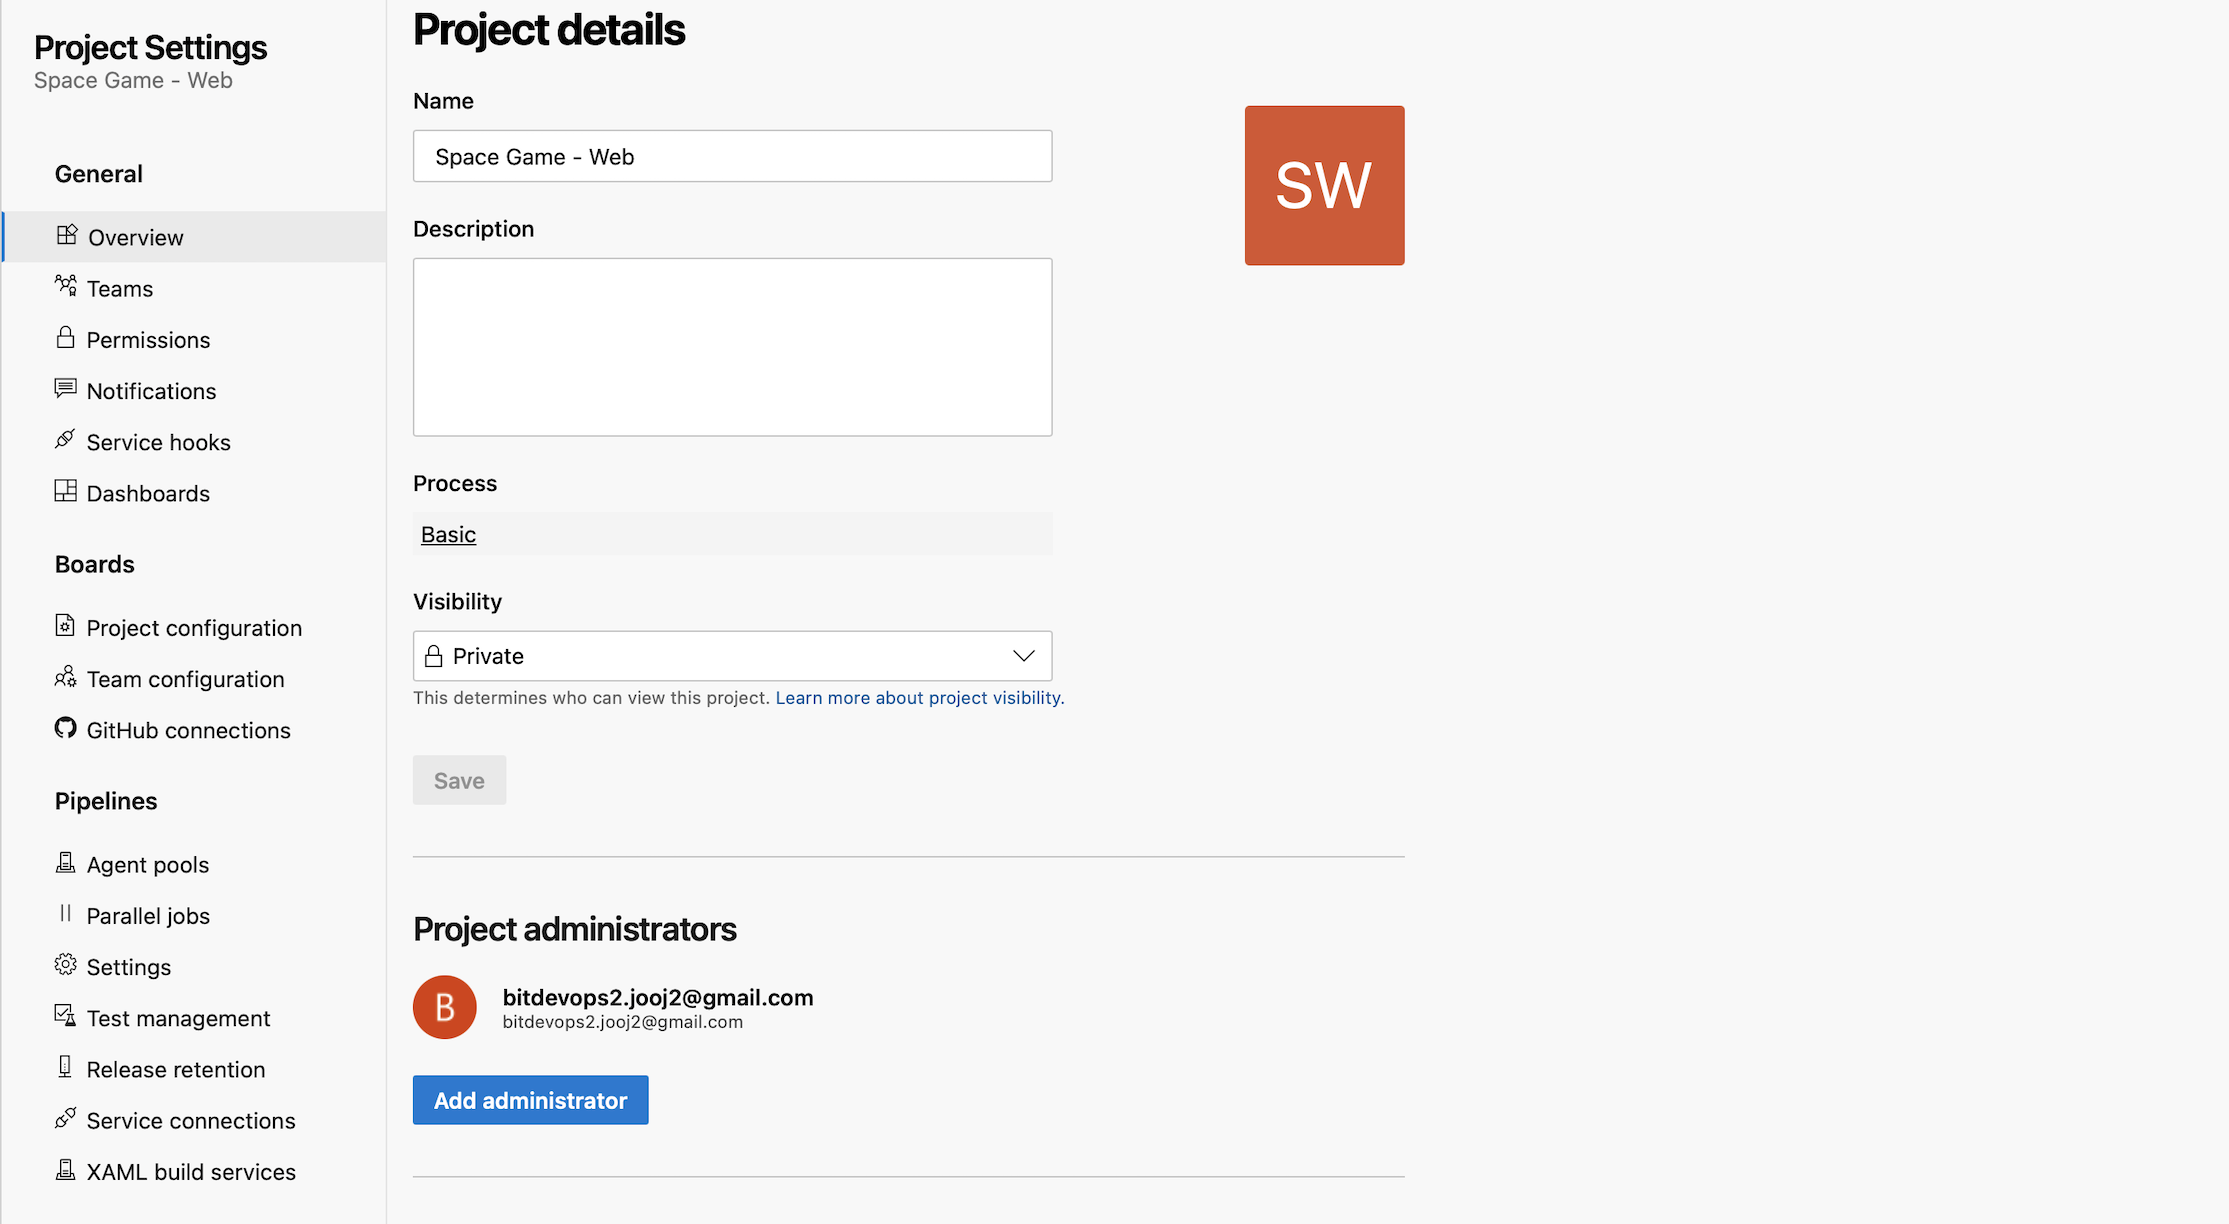 Project Settings
Space Game - Web
General
Overview
Teams
Permissions
Notifications
Service hooks
Dashboards
Boards
Project configuration
Team configuration
GitHub connections
Pipelines
Agent pools
Parallel jobs
Settings
Test management
Release retention
Service connections
XAML build services
Project details
Name
Space Game - Web
SW
Description
Process
Basic
Visibility
Private
This determines who can view this project. Learn more about project visibility.
Save
Project administrators
B
bitdevops2.jooj2@gmail.com
bitdevops2.jooj2@gmail.com
Add administrator